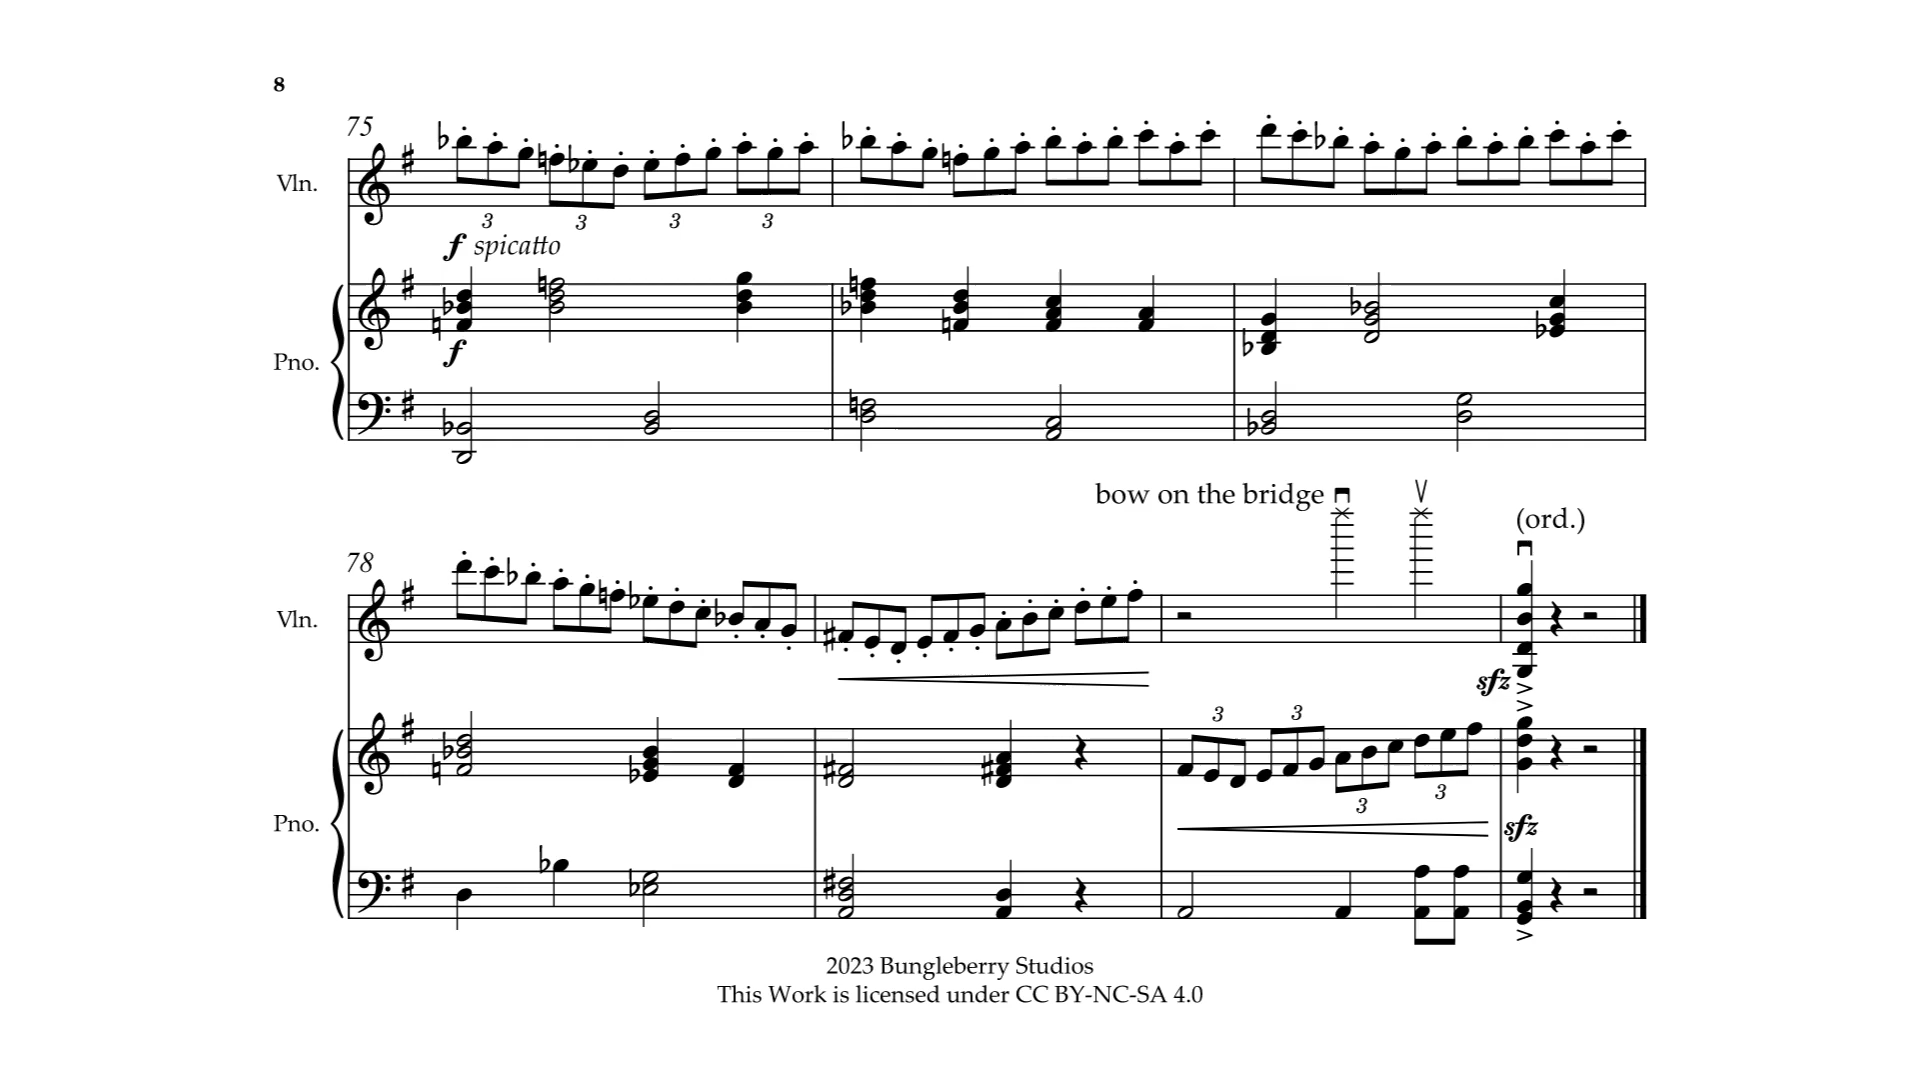 8
75
Vln.
3 3 3 3
f spicatto
f
Pno.
bow on the bridge
(ord.)
78
Vln.
sfz
3 3
Pno.
3 3
sfz
2023 Bungleberry Studios
This Work is licensed under CC BY-NC-SA 4.0